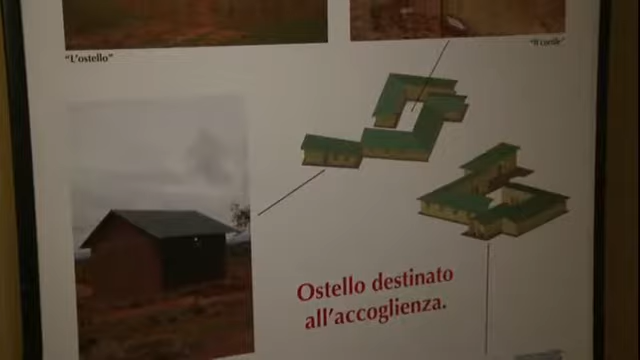 "L'ostello"
"Il cortile"
Ostello destinato
all'accoglienza.